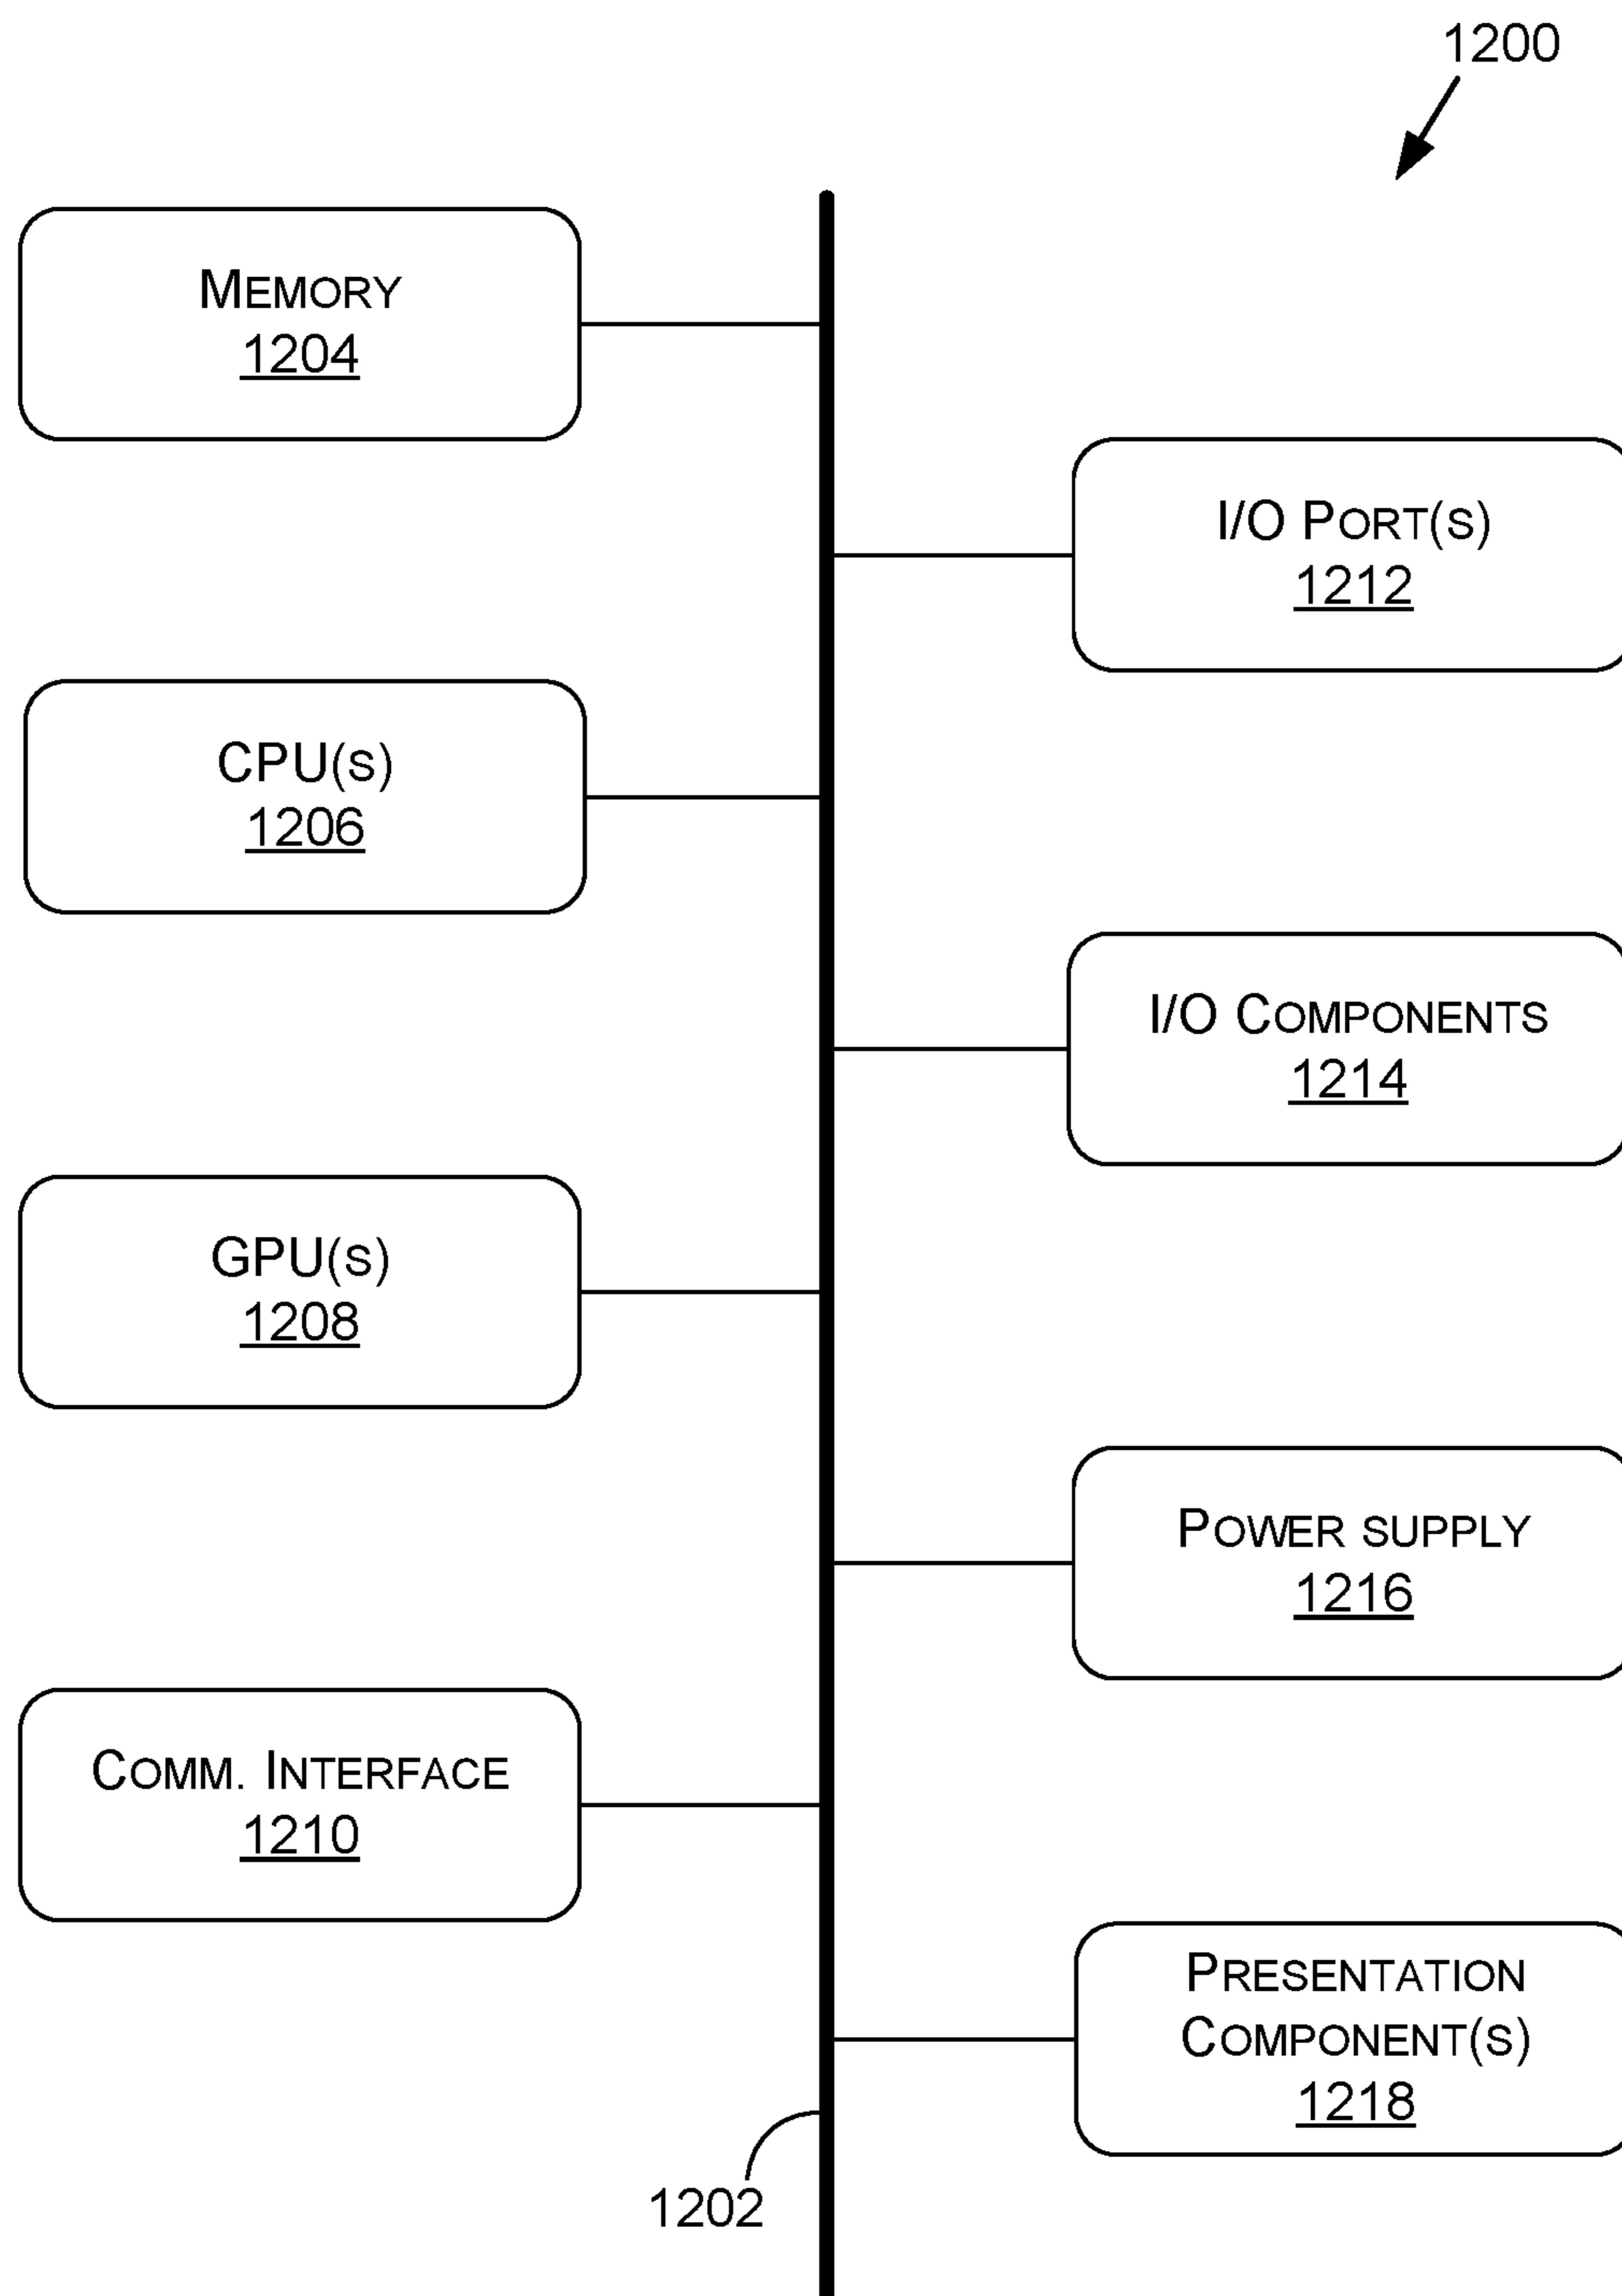 1200
MEMORY
1204
I/O PORT(S)
1212
CPU(S)
1206
I/O COMPONENTS
1214
GPU(S)
1208
POWER SUPPLY
1216
COMM. INTERFACE
1210
PRESENTATION
COMPONENT(S)
1218
1202